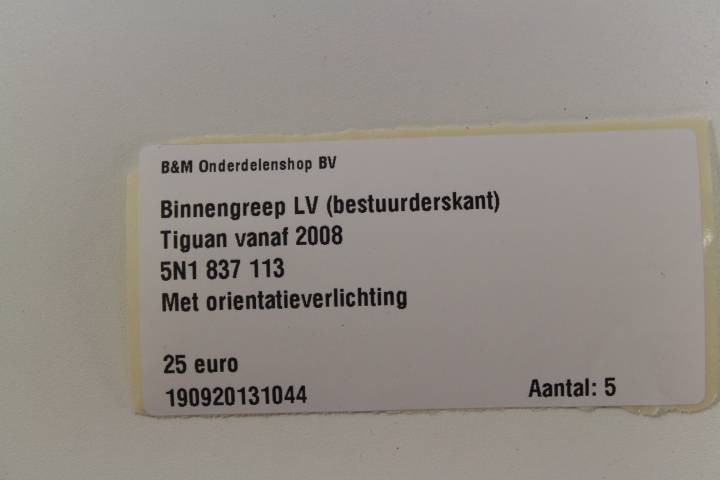 B&M Onderdelenshop BV
Binnengreep LV (bestuurderskant)
Tiguan vanaf 2008
5N1 837 113
Met orientatieverlichting
25 euro
190920131044
Aantal: 5